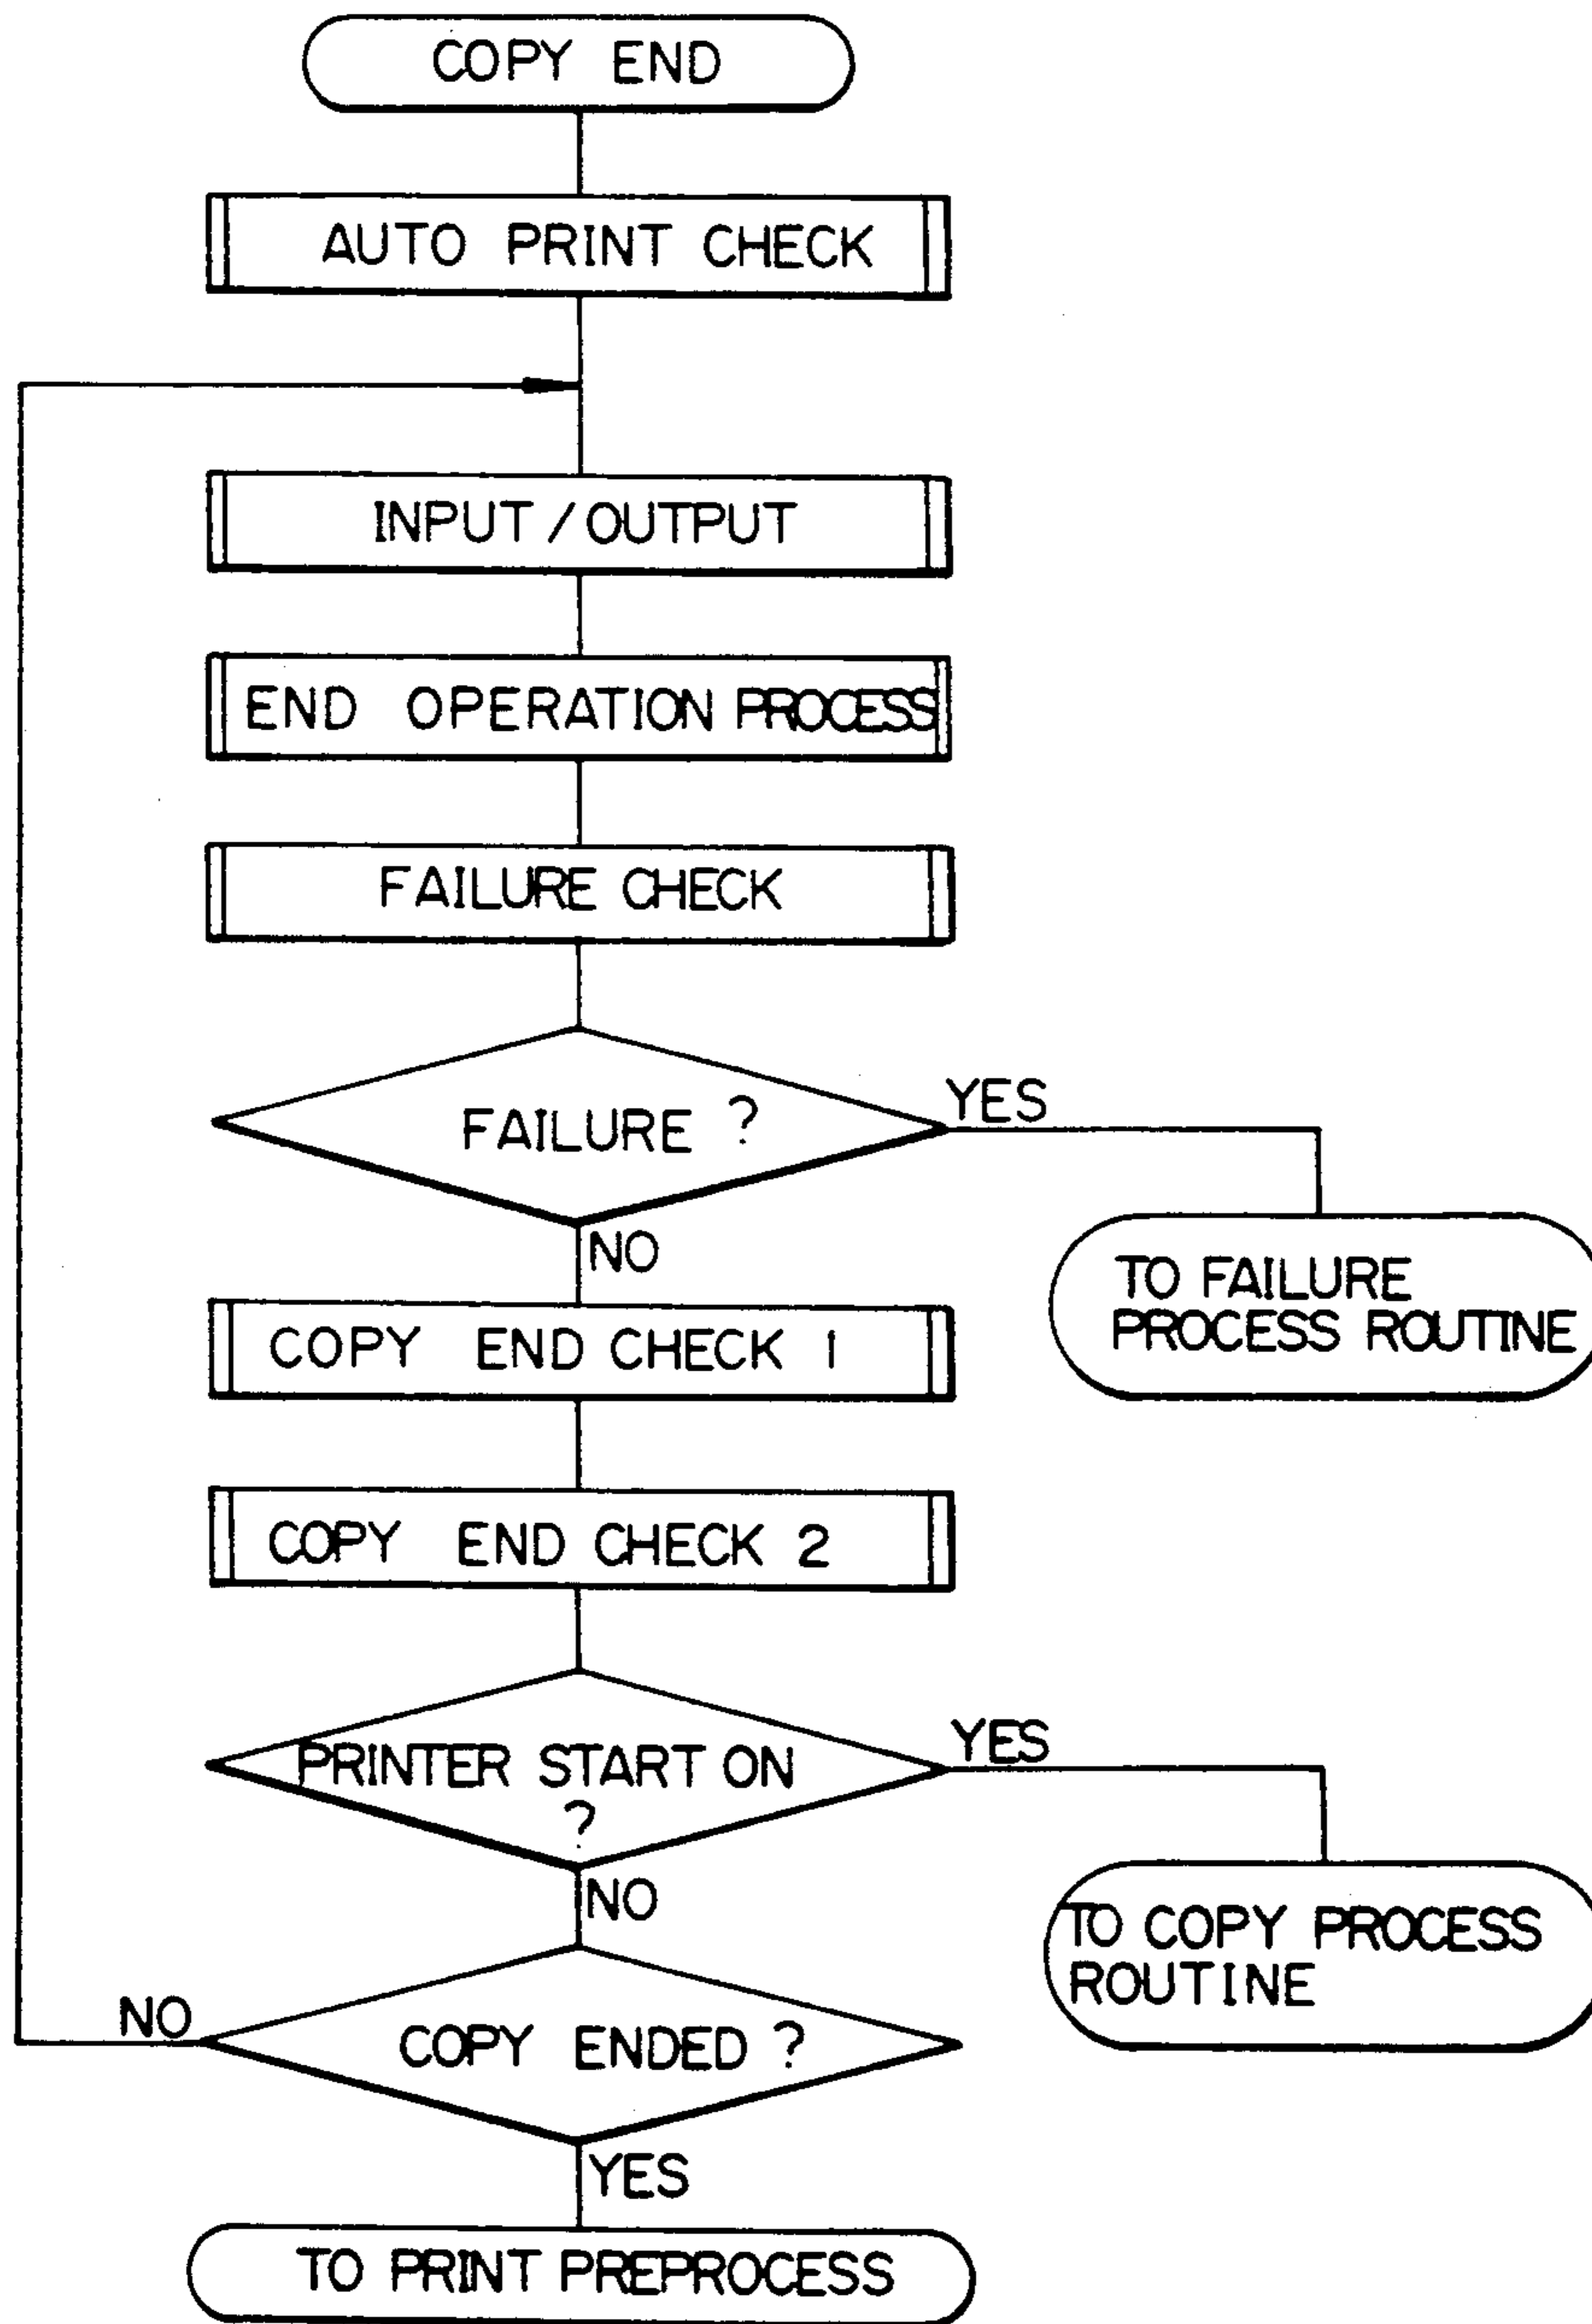 COPY END
AUTO PRINT CHECK
INPUT / OUTPUT
END OPERATION PROCESS
FAILURE CHECK
FAILURE ?
YES
NO
TO FAILURE
PROCESS ROUTINE
COPY END CHECK 1
COPY END CHECK 2
PRINTER START ON
?
YES
NO
TO COPY PROCESS
ROUTINE
NO
COPY ENDED ?
YES
TO PRINT PREPROCESS